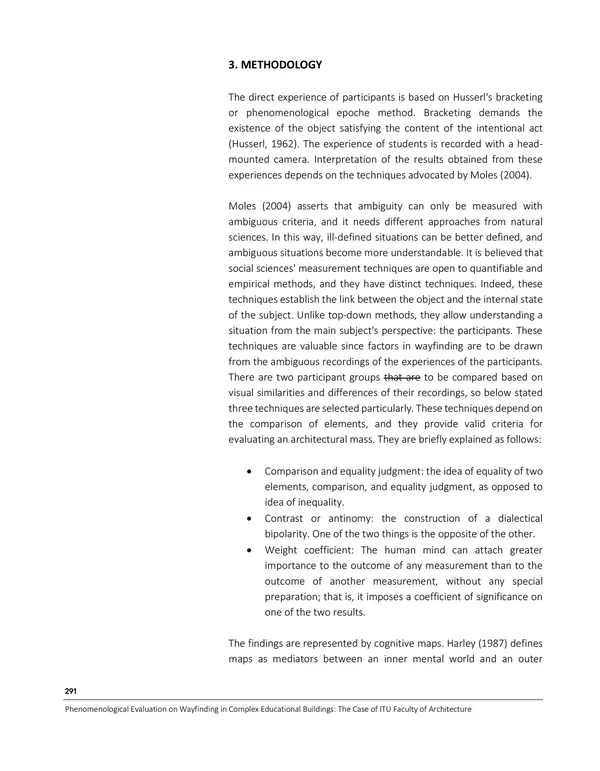 3. METHODOLOGY
The direct experience of participants is based on Husserl's bracketing
or phenomenological epoche method. Bracketing demands the
existence of the object satisfying the content of the intentional act
(Husserl, 1962). The experience of students is recorded with a head-
mounted camera. Interpretation of the results obtained from these
experiences depends on the techniques advocated by Moles (2004).
Moles (2004) asserts that ambiguity can only be measured with
ambiguous criteria, and it needs different approaches from natural
sciences. In this way, ill-defined situations can be better defined, and
ambiguous situations become more understandable. It is believed that
social sciences' measurement techniques are open to quantifiable and
empirical methods, and they have distinct techniques. Indeed, these
techniques establish the link between the object and the internal state
of the subject. Unlike top-down methods, they allow understanding a
situation from the main subject's perspective: the participants. These
techniques are valuable since factors in wayfinding are to be drawn
from the ambiguous recordings of the experiences of the participants.
There are two participant groups that are to be compared based on
visual similarities and differences of their recordings, so below stated
three techniques are selected particularly. These techniques depend on
the comparison of elements, and they provide valid criteria for
evaluating an architectural mass. They are briefly explained as follows:
• Comparison and equality judgment: the idea of equality of two
elements, comparison, and equality judgment, as opposed to
idea of inequality.
• Contrast or antinomy: the construction of a dialectical
bipolarity. One of the two things is the opposite of the other.
• Weight coefficient: The human mind can attach greater
importance to the outcome of any measurement than to the
outcome of another measurement, without any special
preparation; that is, it imposes a coefficient of significance on
one of the two results.
The findings are represented by cognitive maps. Harley (1987) defines
maps as mediators between an inner mental world and an outer
291
Phenomenological Evaluation on Wayfinding in Complex Educational Buildings: The Case of ITU Faculty of Architecture